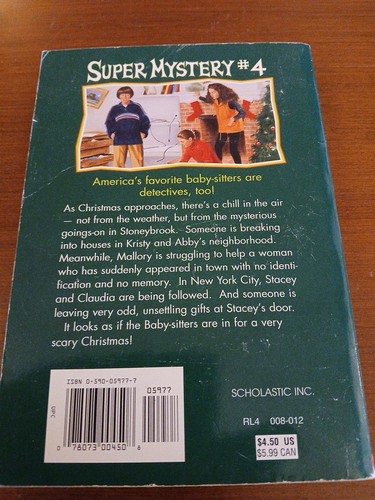 SUPER MYSTERY #4
America's favorite baby-sitters are
detectives, too!
As Christmas approaches, there's a chill in the air
— not from the weather, but from the mysterious
goings-on in Stoneybrook. Someone is breaking
into houses in Kristy and Abby's neighborhood.
Meanwhile, Mallory is struggling to help a woman
who has suddenly appeared in town with no identi-
fication and no memory. In New York City, Stacey
and Claudia are being followed. And someone is
leaving very odd, unsettling gifts at Stacey's door.
It looks as if the Baby-sitters are in for a very
scary Christmas!
ISBN 0-590-05977-7
05977
UPC
0 78073 00450 8
SCHOLASTIC INC.
RL4 008-012
$4.50 US
$5.99 CAN